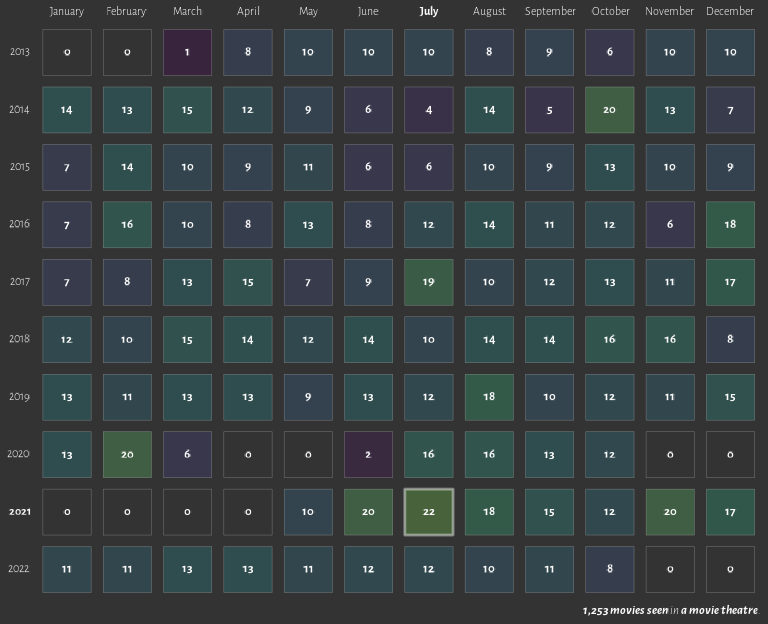 January February March April May June July August September October November December
2013 0 0 1 8 10 10 10 8 9 6 10 10
2014 14 13 15 12 9 6 4 14 5 20 13 7
2015 7 14 10 9 11 6 6 10 9 13 10 9
2016 7 16 10 8 13 8 12 14 11 12 6 18
2017 7 8 13 15 7 9 19 10 12 13 11 17
2018 12 10 15 14 12 14 10 14 14 16 16 8
2019 13 11 13 13 9 13 12 18 10 12 11 15
2020 13 20 6 0 0 2 16 16 13 12 0 0
2021 0 0 0 0 10 20 22 18 15 12 20 17
2022 11 11 13 13 11 12 12 10 11 8 0 0
1,253 movies seen in a movie theatre.